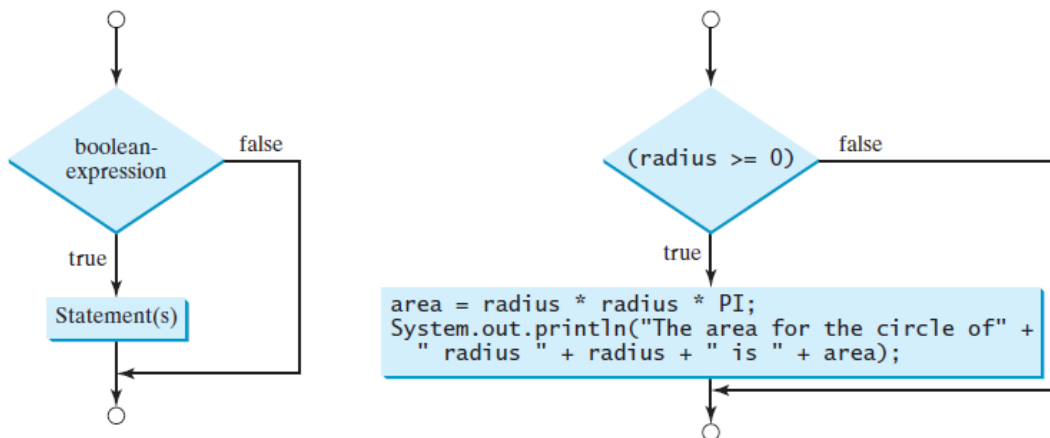 boolean-
expression
false
true
Statement(s)
(radius >= 0)
false
true
area = radius * radius * PI;
System.out.println("The area for the circle of" +
" radius " + radius + " is " + area);